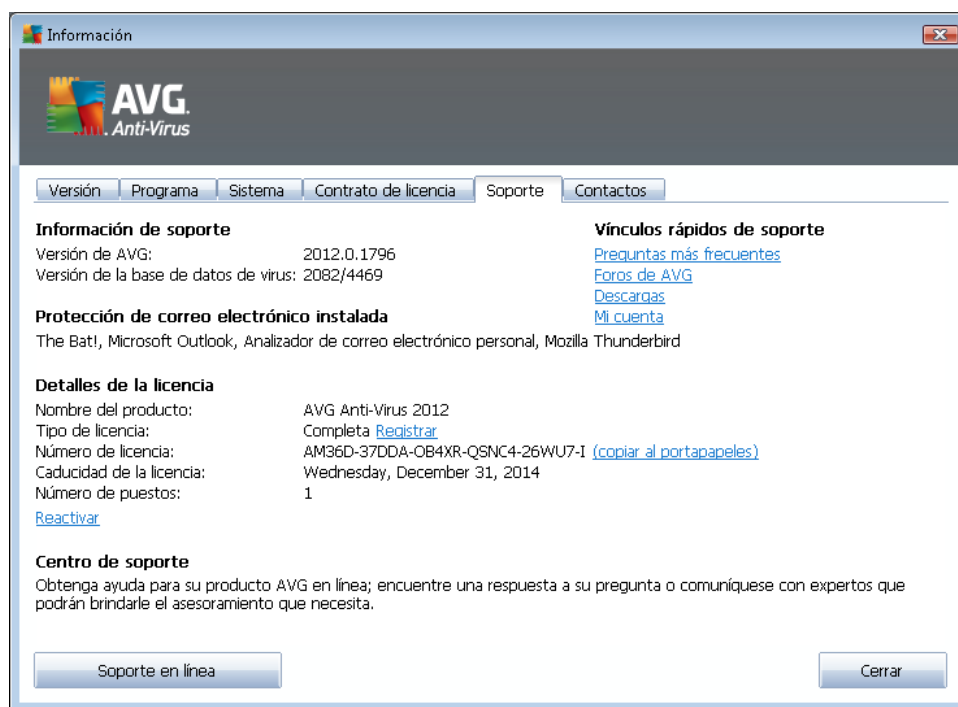 Información
AVG.
Anti-Virus
Versión
Programa
Sistema
Contrato de licencia
Soporte
Contactos
Información de soporte
Versión de AVG: 2012.0.1796
Versión de la base de datos de virus: 2082/4469
Vínculos rápidos de soporte
Preguntas más frecuentes
Foros de AVG
Descargas
Mi cuenta
Protección de correo electrónico instalada
The Bat!, Microsoft Outlook, Analizador de correo electrónico personal, Mozilla Thunderbird
Detalles de la licencia
Nombre del producto: AVG Anti-Virus 2012
Tipo de licencia: Completa Registrar
Número de licencia: AM36D-37DDA-OB4XR-QSNC4-26WU7-I (copiar al portapapeles)
Caducidad de la licencia: Wednesday, December 31, 2014
Número de puestos: 1
Reactivar
Centro de soporte
Obtenga ayuda para su producto AVG en línea; encuentre una respuesta a su pregunta o comuníquese con expertos que
podrán brindarle el asesoramiento que necesita.
Soporte en línea
Cerrar